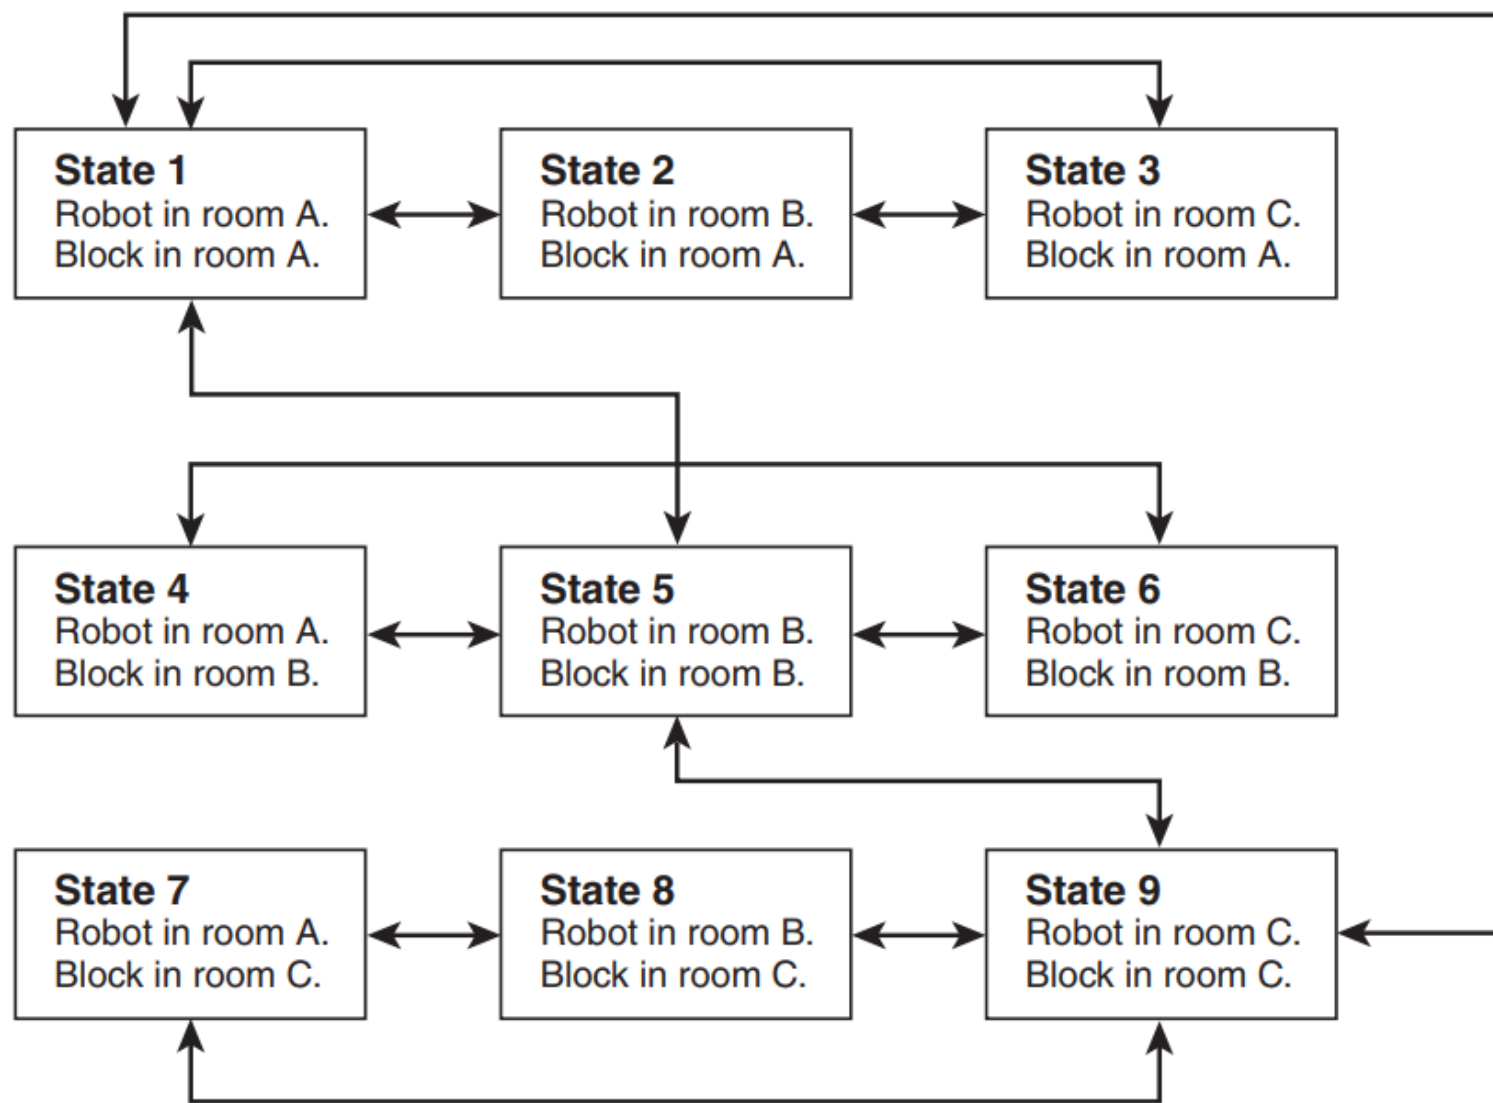 State 1
Robot in room A.
Block in room A.
State 2
Robot in room B.
Block in room A.
State 3
Robot in room C.
Block in room A.
State 4
Robot in room A.
Block in room B.
State 5
Robot in room B.
Block in room B.
State 6
Robot in room C.
Block in room B.
State 7
Robot in room A.
Block in room C.
State 8
Robot in room B.
Block in room C.
State 9
Robot in room C.
Block in room C.